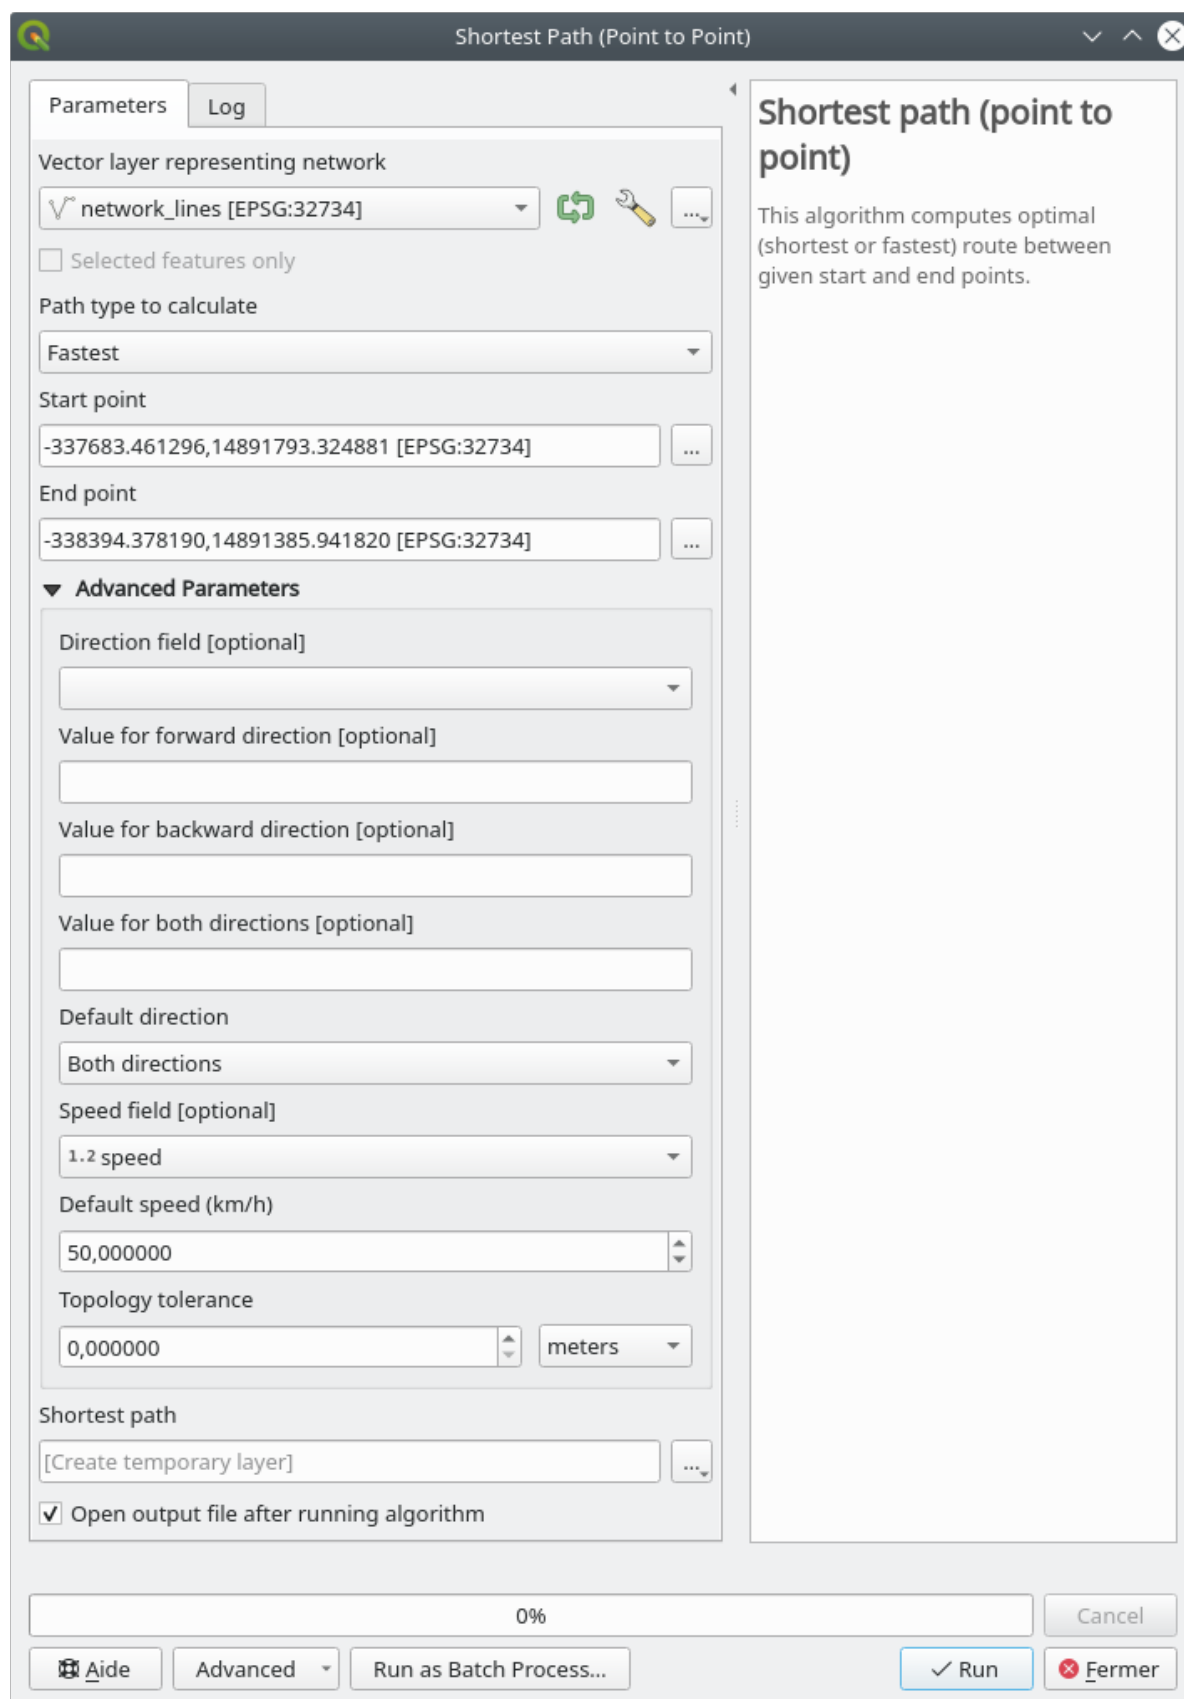 Shortest Path (Point to Point)
Parameters
Log
Vector layer representing network
network_lines [EPSG:32734]
...
Selected features only
Path type to calculate
Fastest
Start point
-337683.461296,14891793.324881 [EPSG:32734]
...
End point
-338394.378190,14891385.941820 [EPSG:32734]
...
Advanced Parameters
Direction field [optional]
Value for forward direction [optional]
Value for backward direction [optional]
Value for both directions [optional]
Default direction
Both directions
Speed field [optional]
1.2 speed
Default speed (km/h)
50,000000
Topology tolerance
0,000000
meters
Shortest path
[Create temporary layer]
...
Open output file after running algorithm
Shortest path (point to
point)
This algorithm computes optimal
(shortest or fastest) route between
given start and end points.
0%
Cancel
Aide
Advanced
Run as Batch Process...
Run
Fermer